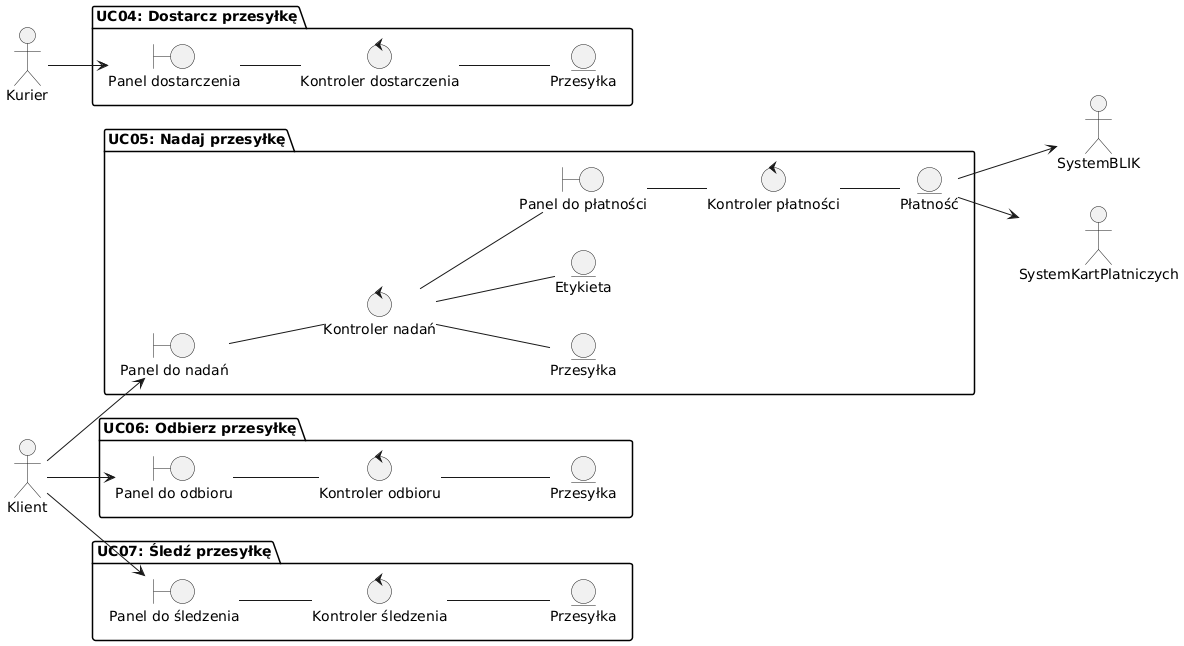 UC04: Dostarcz przesyłkę
Kurier
Panel dostarczenia
Kontroler dostarczenia
Przesyłka
UC05: Nadaj przesyłkę
SystemBLIK
Panel do płatności
Kontroler płatności
Płatność
SystemKartPlatniczych
Etykieta
Kontroler nadań
Panel do nadań
Przesyłka
UC06: Odbierz przesyłkę
Klient
Panel do odbioru
Kontroler odbioru
Przesyłka
UC07: Śledź przesyłkę
Panel do śledzenia
Kontroler śledzenia
Przesyłka